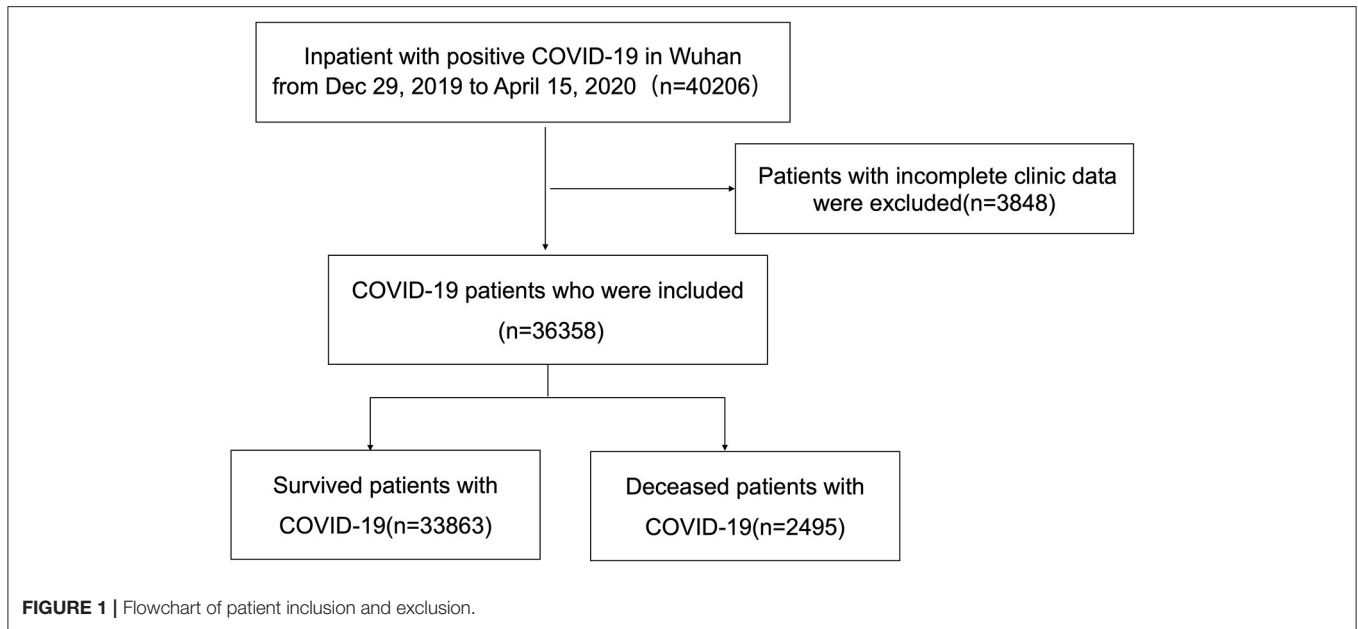 Inpatient with positive COVID-19 in Wuhan
from Dec 29, 2019 to April 15, 2020（n=40206）
Patients with incomplete clinic data
were excluded(n=3848)
COVID-19 patients who were included
(n=36358)
Survived patients with
COVID-19(n=33863)
Deceased patients with
COVID-19(n=2495)
FIGURE 1 | Flowchart of patient inclusion and exclusion.